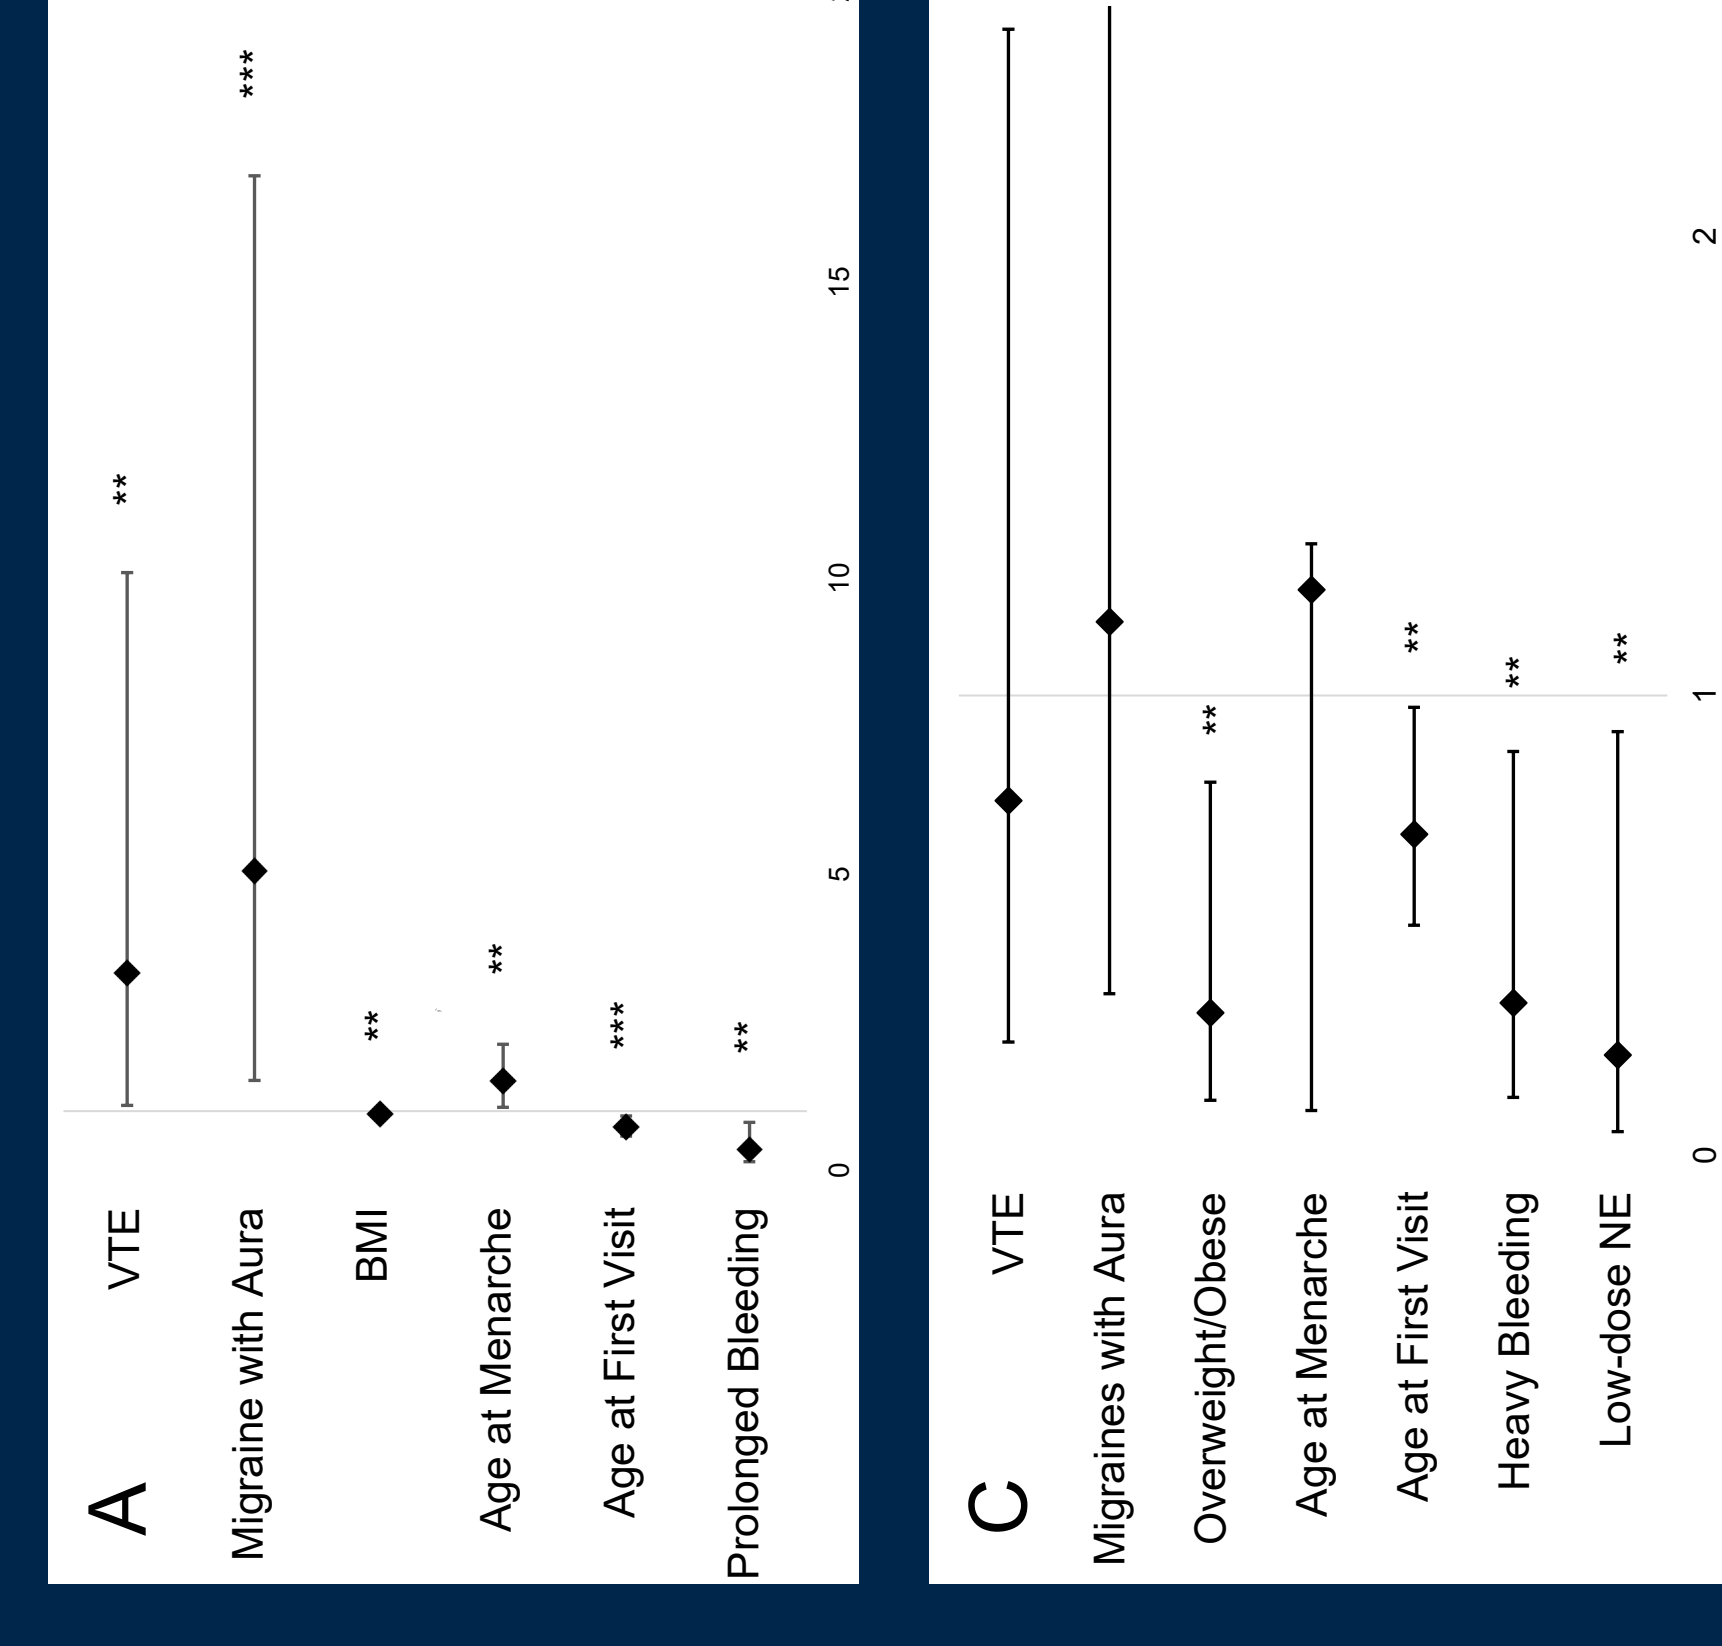 A
VTE
**
Migraine with Aura
***
BMI
**
Age at Menarche
**
Age at First Visit
***
Prolonged Bleeding
**
0
5
10
15
C
VTE
Migraines with Aura
Overweight/Obese
**
Age at Menarche
Age at First Visit
**
Heavy Bleeding
**
Low-dose NE
**
0
1
2